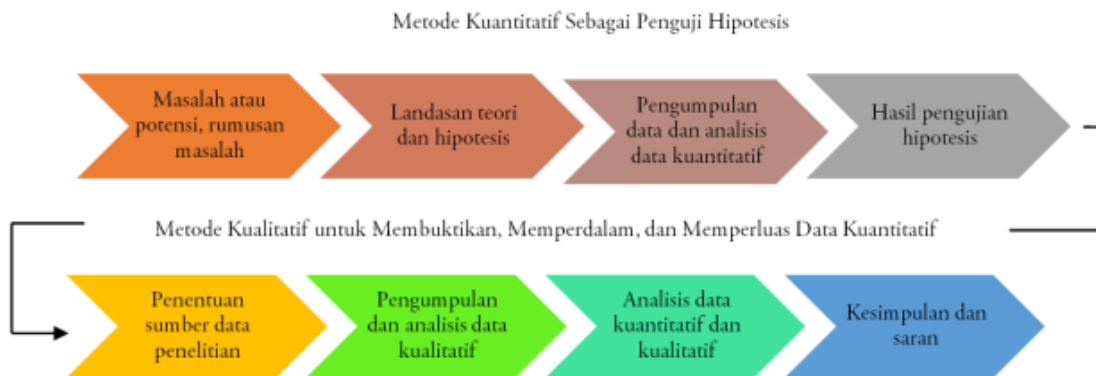 Metode Kuantitatif Sebagai Penguji Hipotesis
Masalah atau
potensi, rumusan
masalah
Landasan teori
dan hipotesis
Pengumpulan
data dan analisis
data kuantitatif
Hasil pengujian
hipotesis
Metode Kualitatif untuk Membuktikan, Memperdalam, dan Memperluas Data Kuantitatif
Penentuan
sumber data
penelitian
Pengumpulan
dan analisis data
kualitatif
Analisis data
kuantitatif dan
kualitatif
Kesimpulan dan
saran